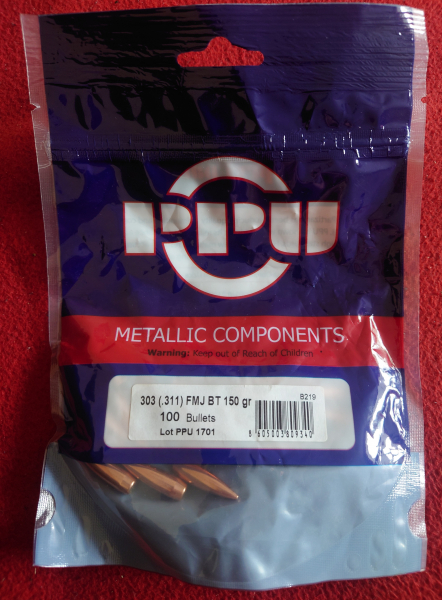 PPU
METALLIC COMPONENTS
Warning: Keep out of Reach of Children.
303 (.311) FMJ BT 150 gr
B219
100 Bullets
Lot PPU 1701
8605003809340